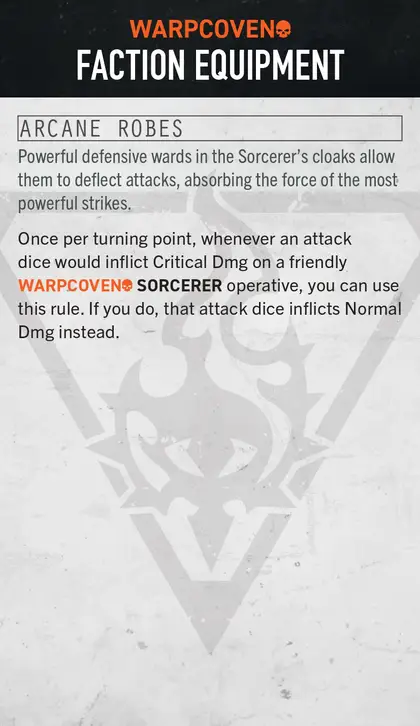 WARPCOVEN
FACTION EQUIPMENT
ARCANE ROBES
Powerful defensive wards in the Sorcerer’s cloaks allow
them to deflect attacks, absorbing the force of the most
powerful strikes.
Once per turning point, whenever an attack
dice would inflict Critical Dmg on a friendly
WARPCOVEN SORCERER operative, you can use
this rule. If you do, that attack dice inflicts Normal
Dmg instead.